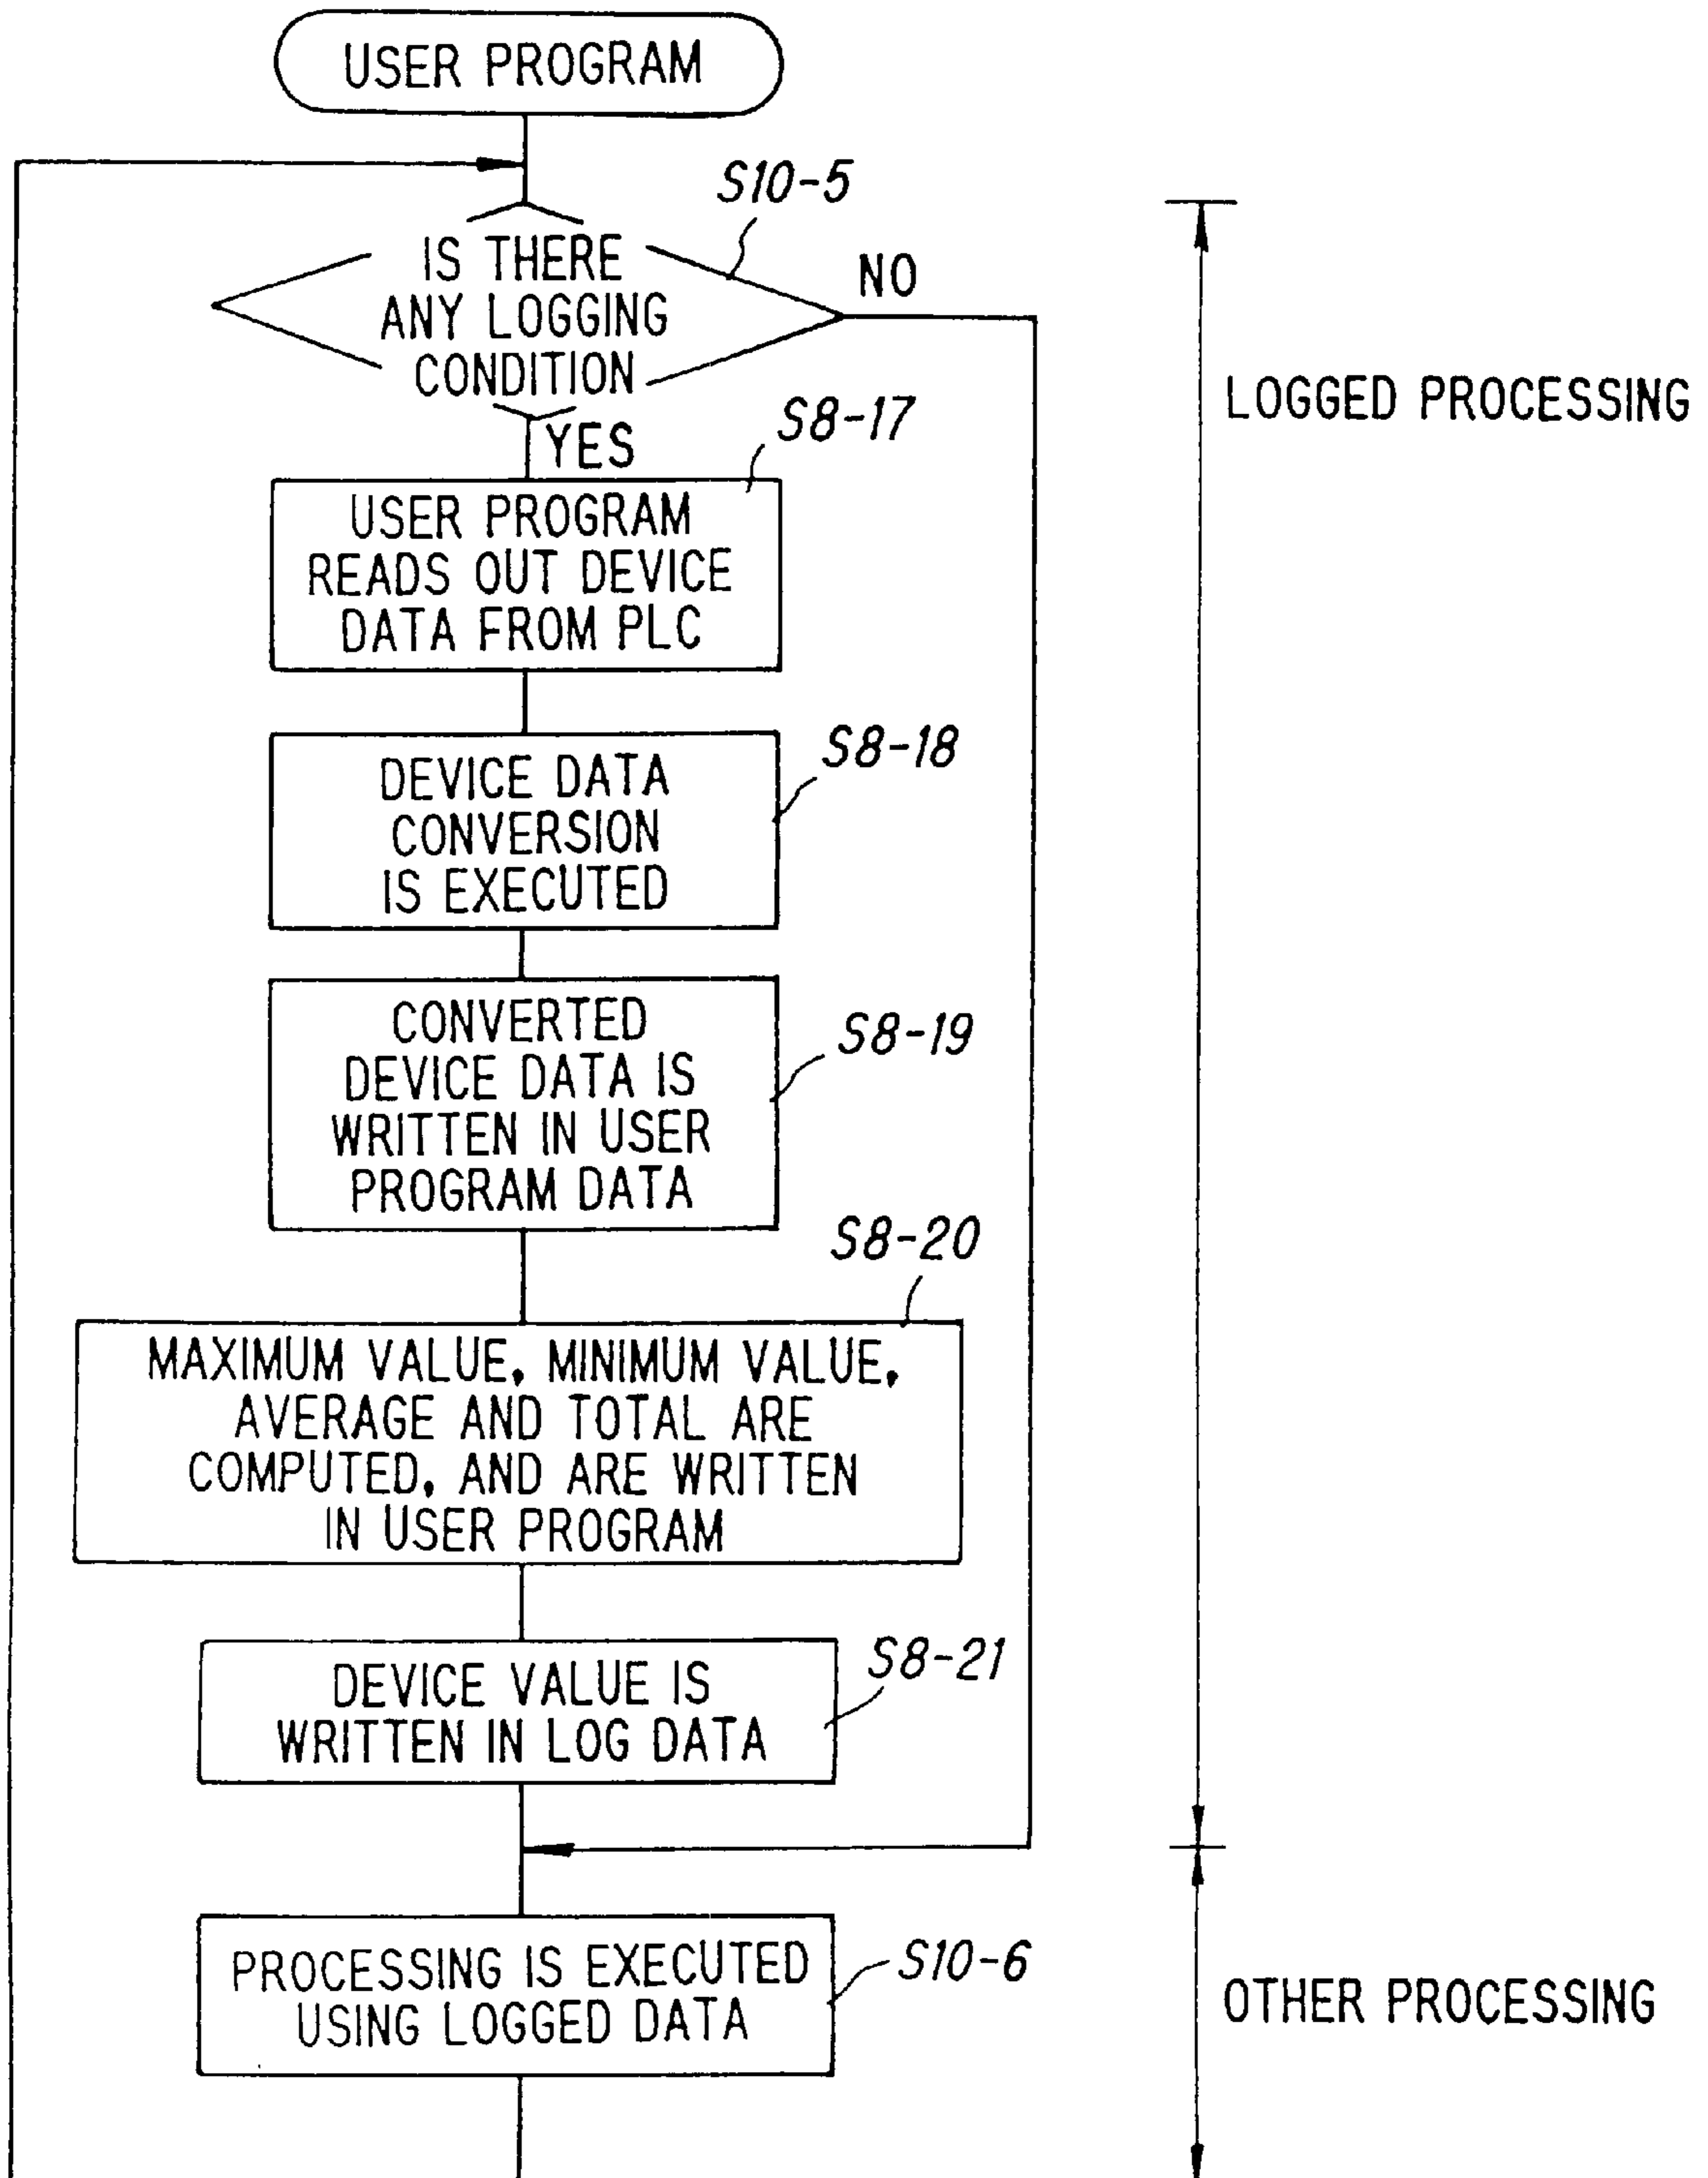 USER PROGRAM
S10-5
IS THERE
ANY LOGGING
CONDITION
NO
LOGGED PROCESSING
YES
S8-17
USER PROGRAM
READS OUT DEVICE
DATA FROM PLC
S8-18
DEVICE DATA
CONVERSION
IS EXECUTED
S8-19
CONVERTED
DEVICE DATA IS
WRITTEN IN USER
PROGRAM DATA
S8-20
MAXIMUM VALUE, MINIMUM VALUE,
AVERAGE AND TOTAL ARE
COMPUTED, AND ARE WRITTEN
IN USER PROGRAM
S8-21
DEVICE VALUE IS
WRITTEN IN LOG DATA
S10-6
PROCESSING IS EXECUTED
USING LOGGED DATA
OTHER PROCESSING